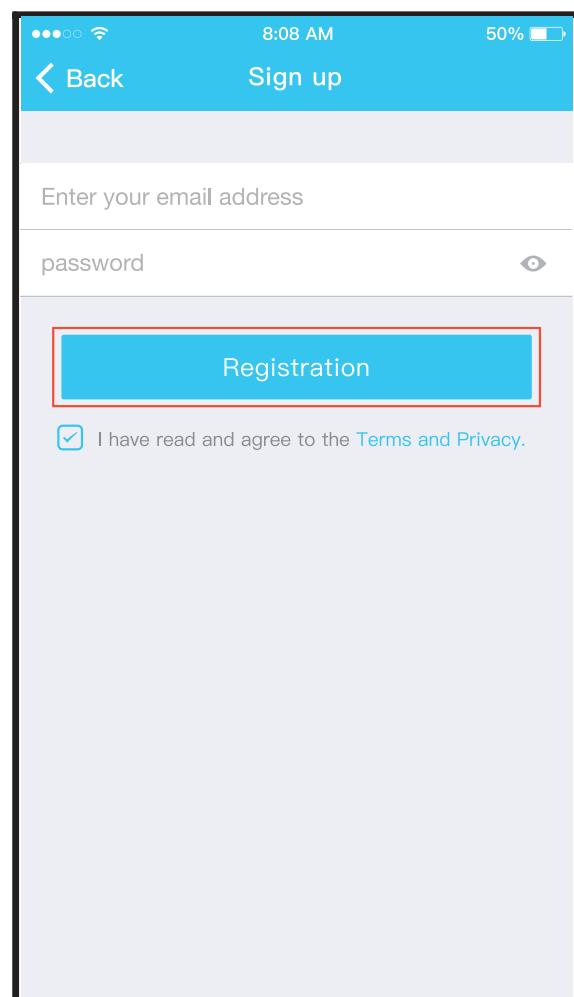 8:08 AM
50%
Back
Sign up
Enter your email address
password
Registration
I have read and agree to the Terms and Privacy.